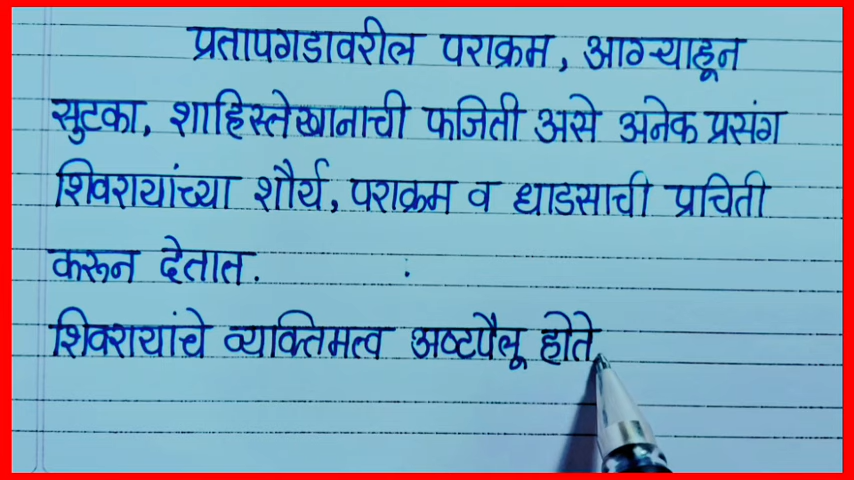 प्रतापगडावरील पराक्रम, आगऱ्याहून
सुटका, शाहिस्तेखानाची फजिती असे अनेक प्रसंग
शिवरायांच्या शौर्य, पराक्रम व धाडसाची प्रचिती
करून देतात.
शिवरायांचे व्यक्तिमत्व अष्टपैलू होते